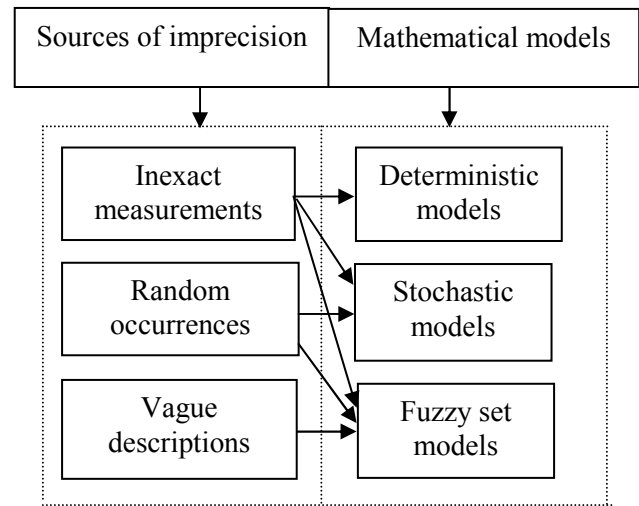 Sources of imprecision
Mathematical models
Inexact
measurements
Deterministic
models
Random
occurrences
Stochastic
models
Vague
descriptions
Fuzzy set
models